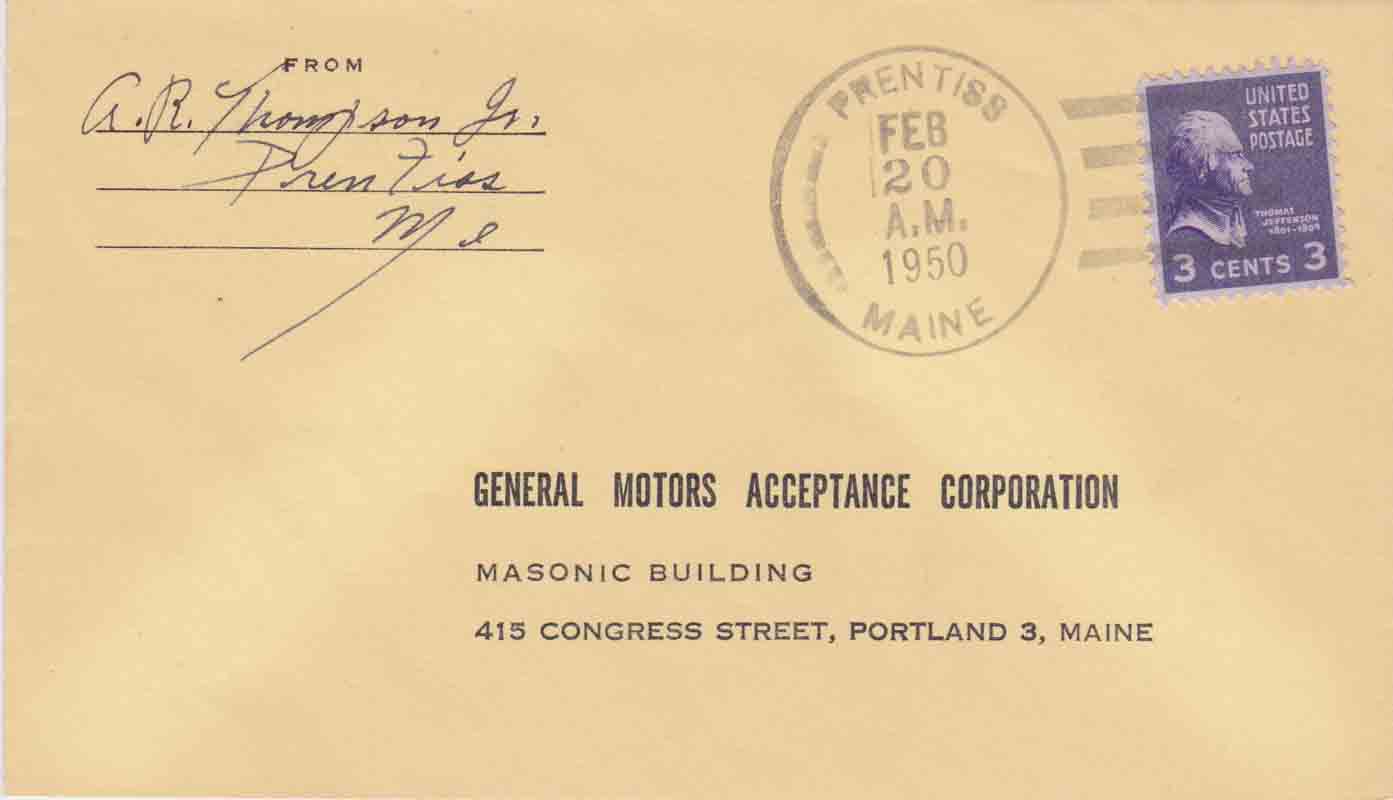 FROM
A. R. Thompson Jr.
Prentiss
Me
PRENTISS
FEB
20
A.M.
1950
MAINE
UNITED
STATES
POSTAGE
THOMAS
JEFFERSON
1801-1809
3 CENTS 3
GENERAL MOTORS ACCEPTANCE CORPORATION
MASONIC BUILDING
415 CONGRESS STREET, PORTLAND 3, MAINE